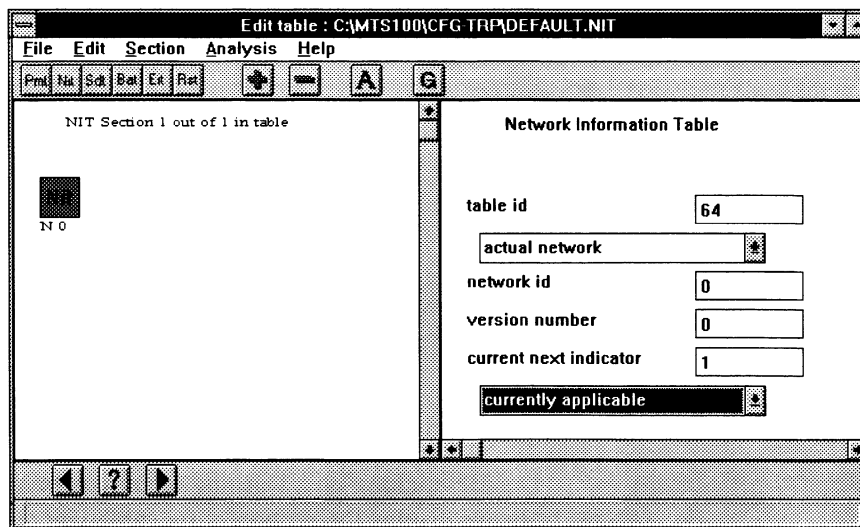 Edit table : C:\MTS100\CFG-TRP\DEFAULT.NIT
File Edit Section Analysis Help
Pmt Nit Sdt Bat Eit Rst A G
NIT Section 1 out of 1 in table
Nit
N 0
Network Information Table
table id 64
actual network
network id 0
version number 0
current next indicator 1
currently applicable
?